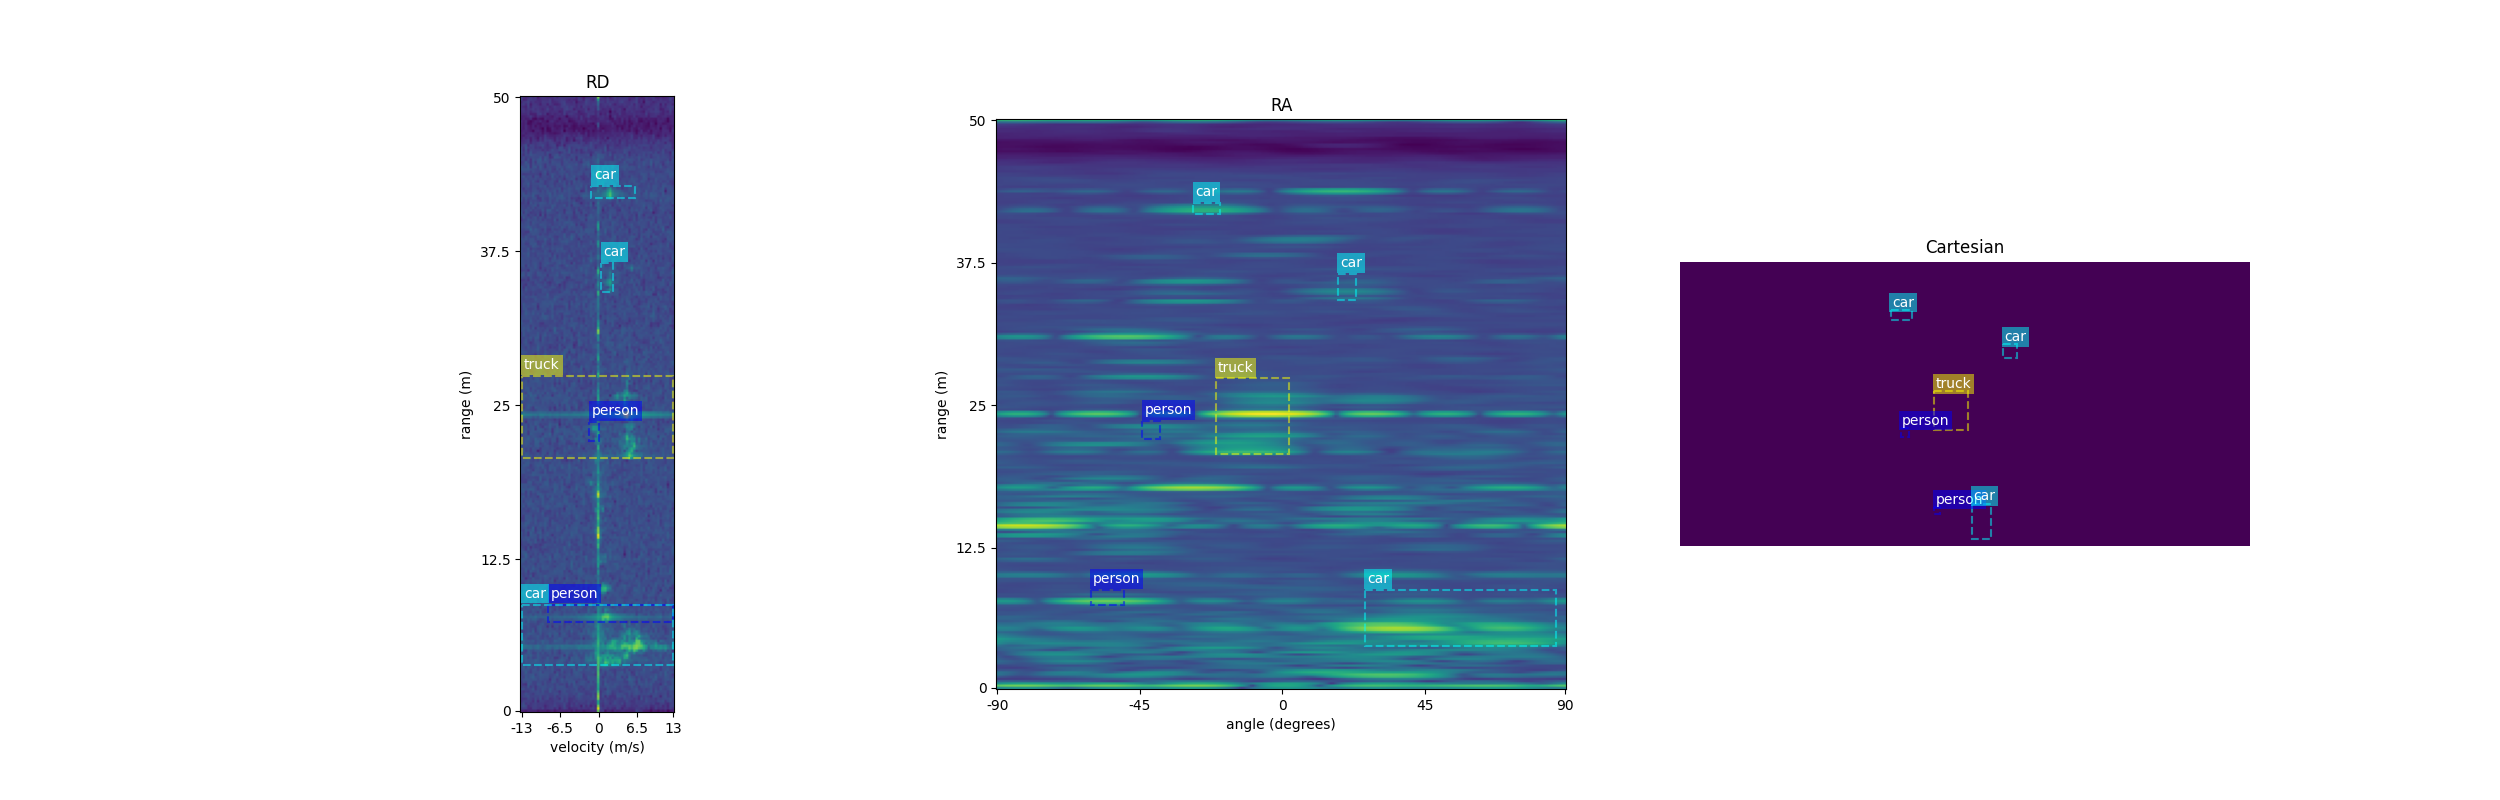 RD
50
37.5
25
12.5
0
range (m)
-13 -6.5 0 6.5 13
velocity (m/s)
car
car
truck
person
car person
RA
50
37.5
25
12.5
0
range (m)
-90 -45 0 45 90
angle (degrees)
car
car
truck
person
person
car
Cartesian
car
car
truck
person
person car